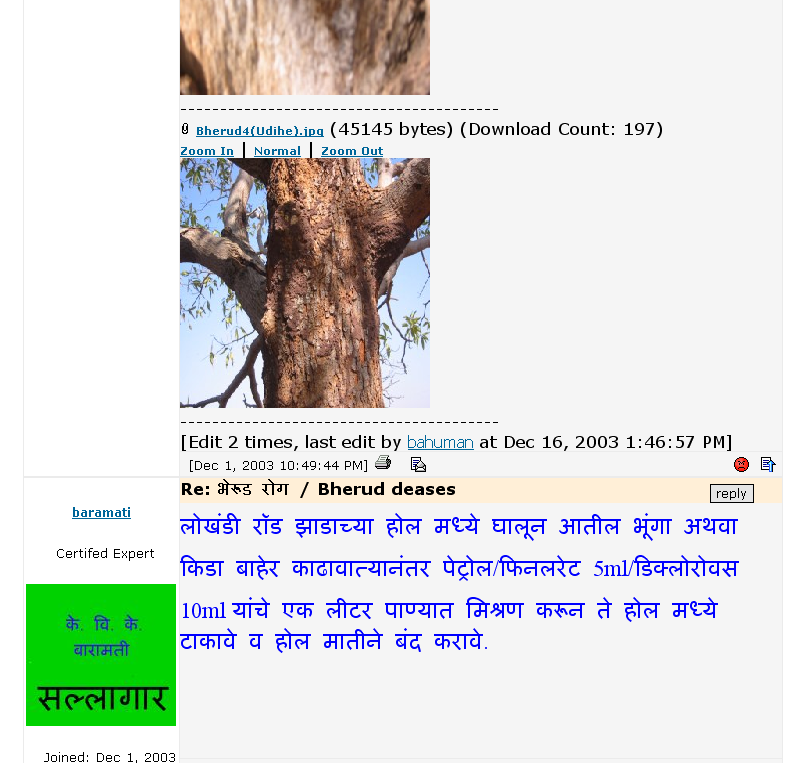 ---------------------------------------
Bherud4(Udihe).jpg (45145 bytes) (Download Count: 197)
Zoom In | Normal | Zoom Out
---------------------------------------
[Edit 2 times, last edit by bahuman at Dec 16, 2003 1:46:57 PM]
[Dec 1, 2003 10:49:44 PM]
baramati
Certifed Expert
के. वि. के.
बारामती
सल्लागार
Joined: Dec 1, 2003
Re: भेरूड रोग / Bherud deases
reply
लोखंडी रॉड झाडाच्या होल मध्ये घालून आतील भूंगा अथवा
किडा बाहेर काढावात्यानंतर पेट्रोल/फिनलरेट 5ml/डिक्लोरोवस
10ml यांचे एक लीटर पाण्यात मिश्रण करून ते होल मध्ये
टाकावे व होल मातीने बंद करावे.